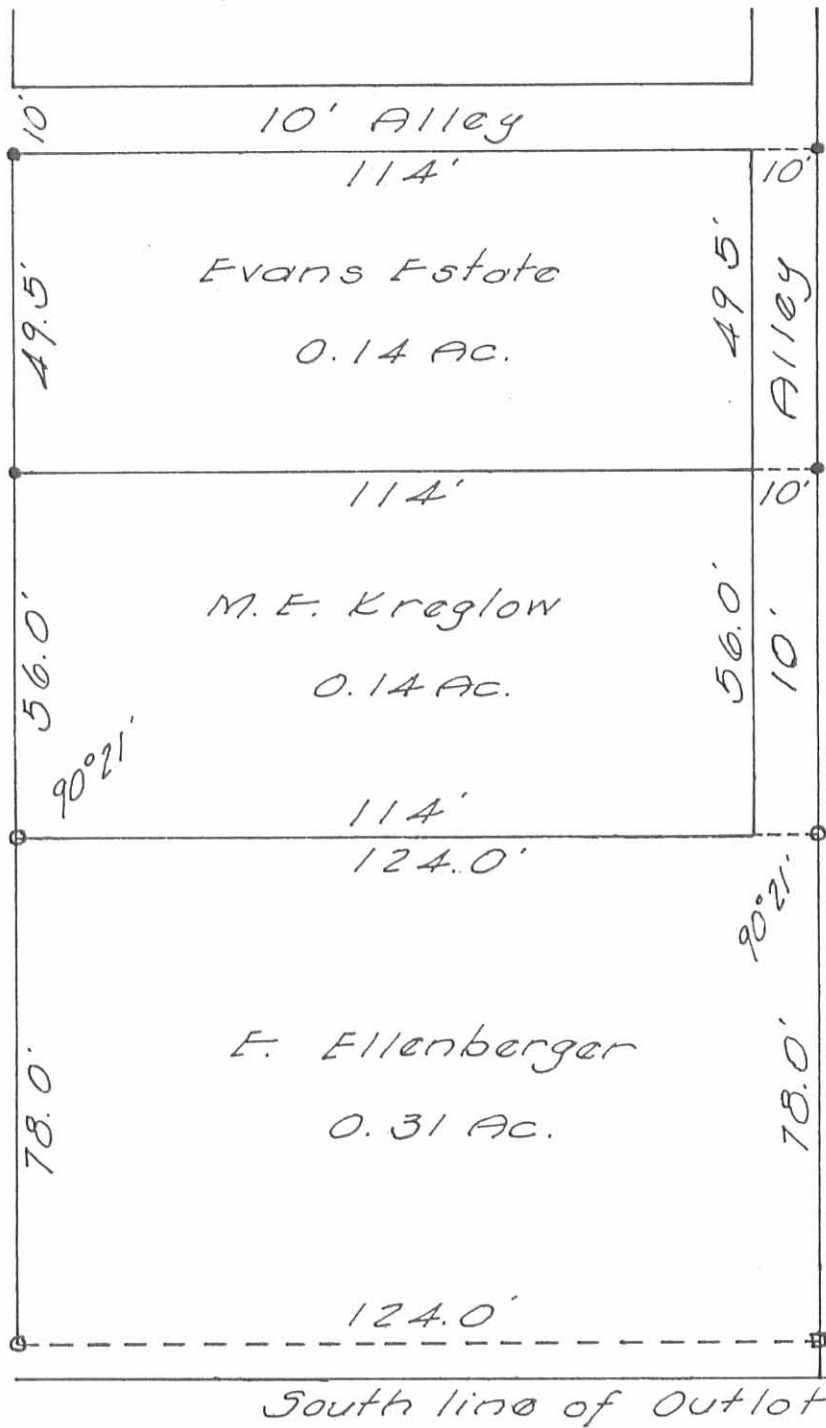 10'
10' Alley
114'
10'
Evans Estate
0.14 Ac.
49.5'
49.5'
Alley
114'
10'
M. E. Kreglow
0.14 Ac.
56.0'
56.0'
10'
90°21'
114'
124.0'
90°21'
E. Ellenberger
0.31 Ac.
78.0'
78.0'
124.0'
South line of Outlot